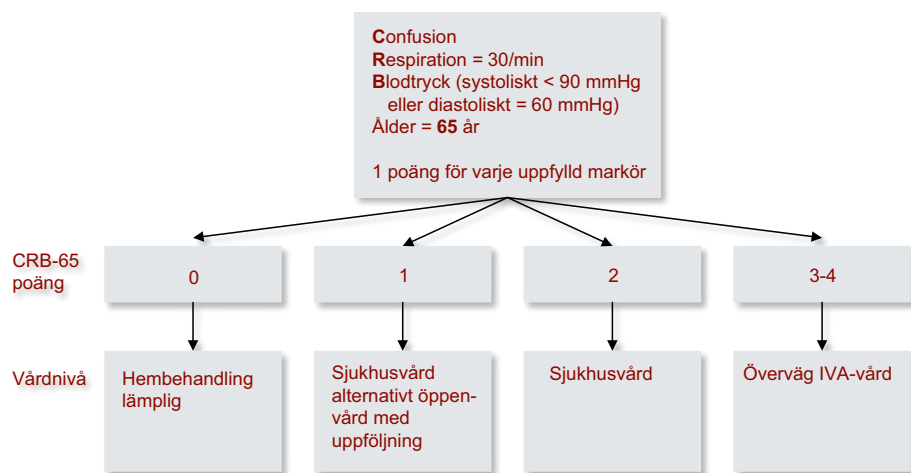 Confusion
Respiration = 30/min
Blodtryck (systoliskt < 90 mmHg
eller diastoliskt = 60 mmHg)
Ålder = 65 år
1 poäng för varje uppfylld markör
CRB-65
poäng
0
1
2
3-4
Vårdnivå
Hembehandling
lämplig
Sjukhusvård
alternativt öppen-
vård med
uppföljning
Sjukhusvård
Överväg IVA-vård